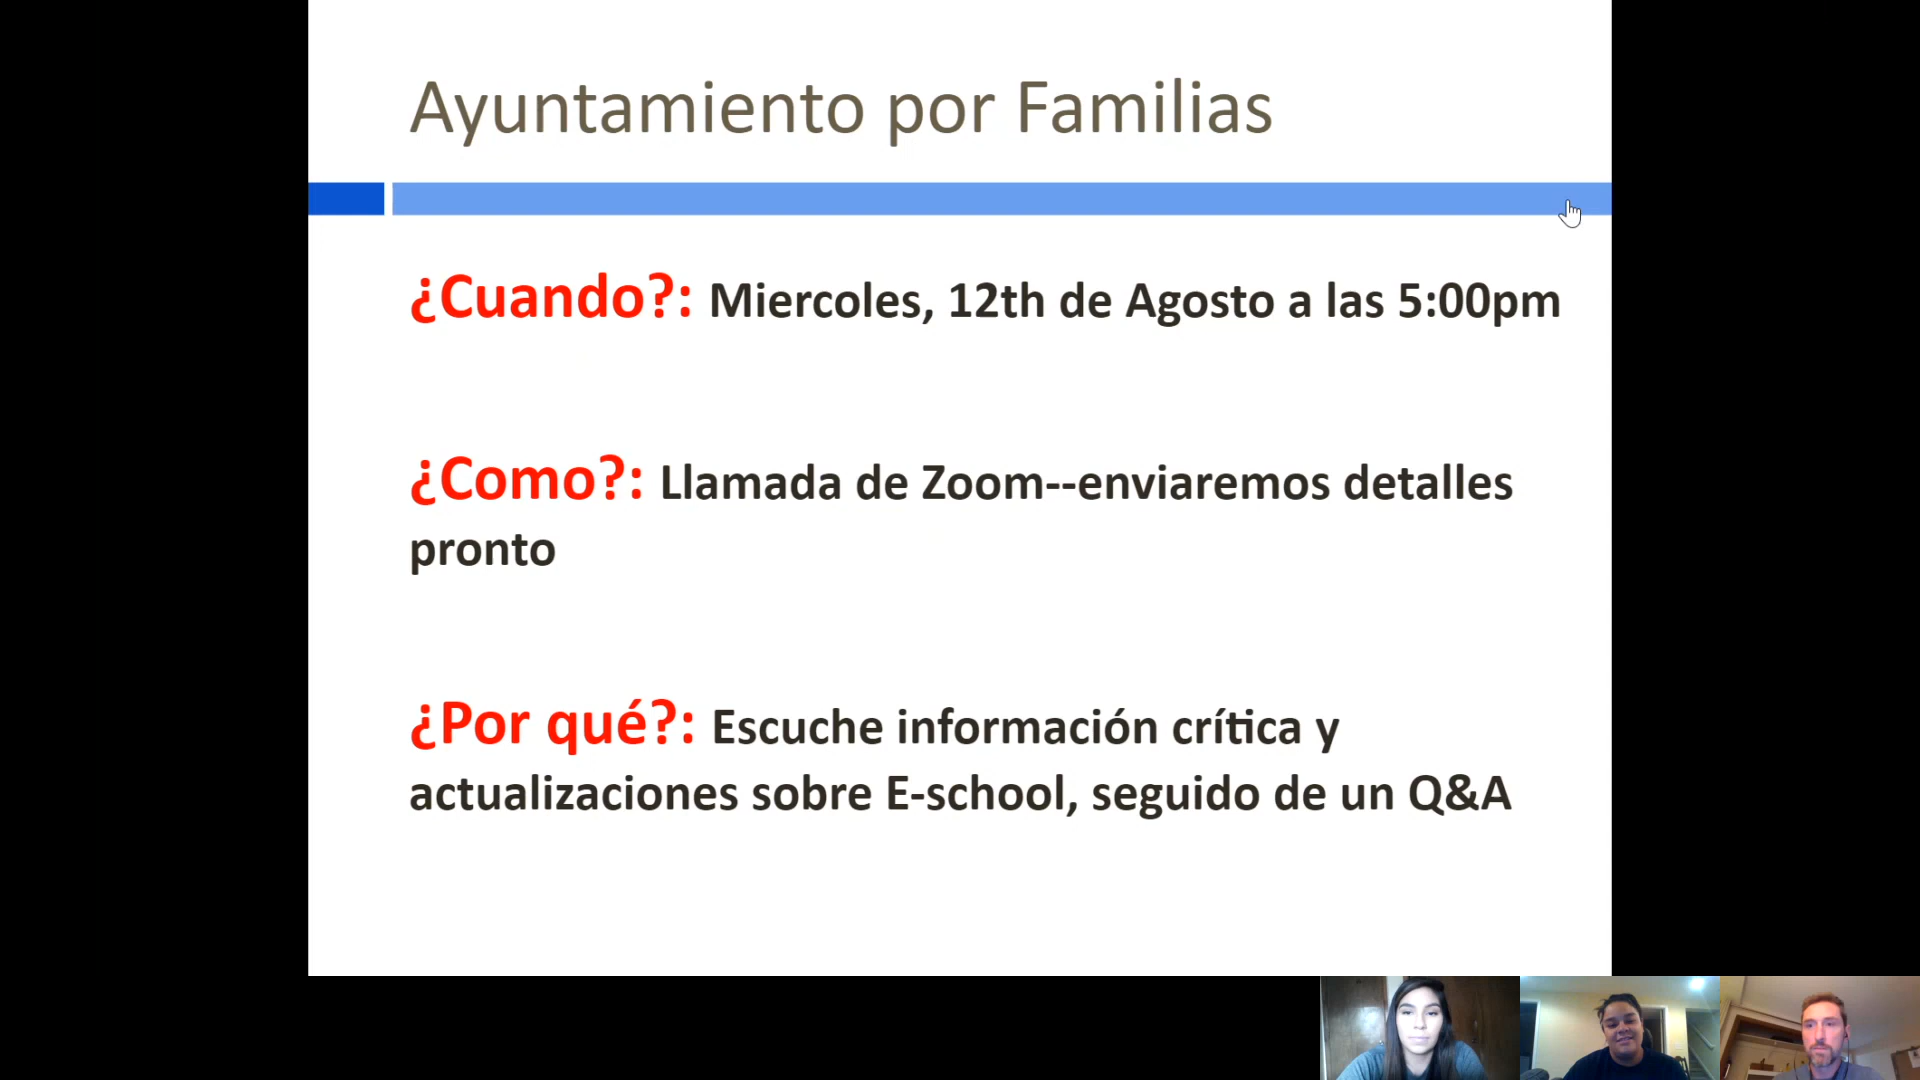 Ayuntamiento por Familias
¿Cuando?: Miercoles, 12th de Agosto a las 5:00pm
¿Como?: Llamada de Zoom--enviaremos detalles
pronto
¿Por qué?: Escuche información crítica y
actualizaciones sobre E-school, seguido de un Q&A